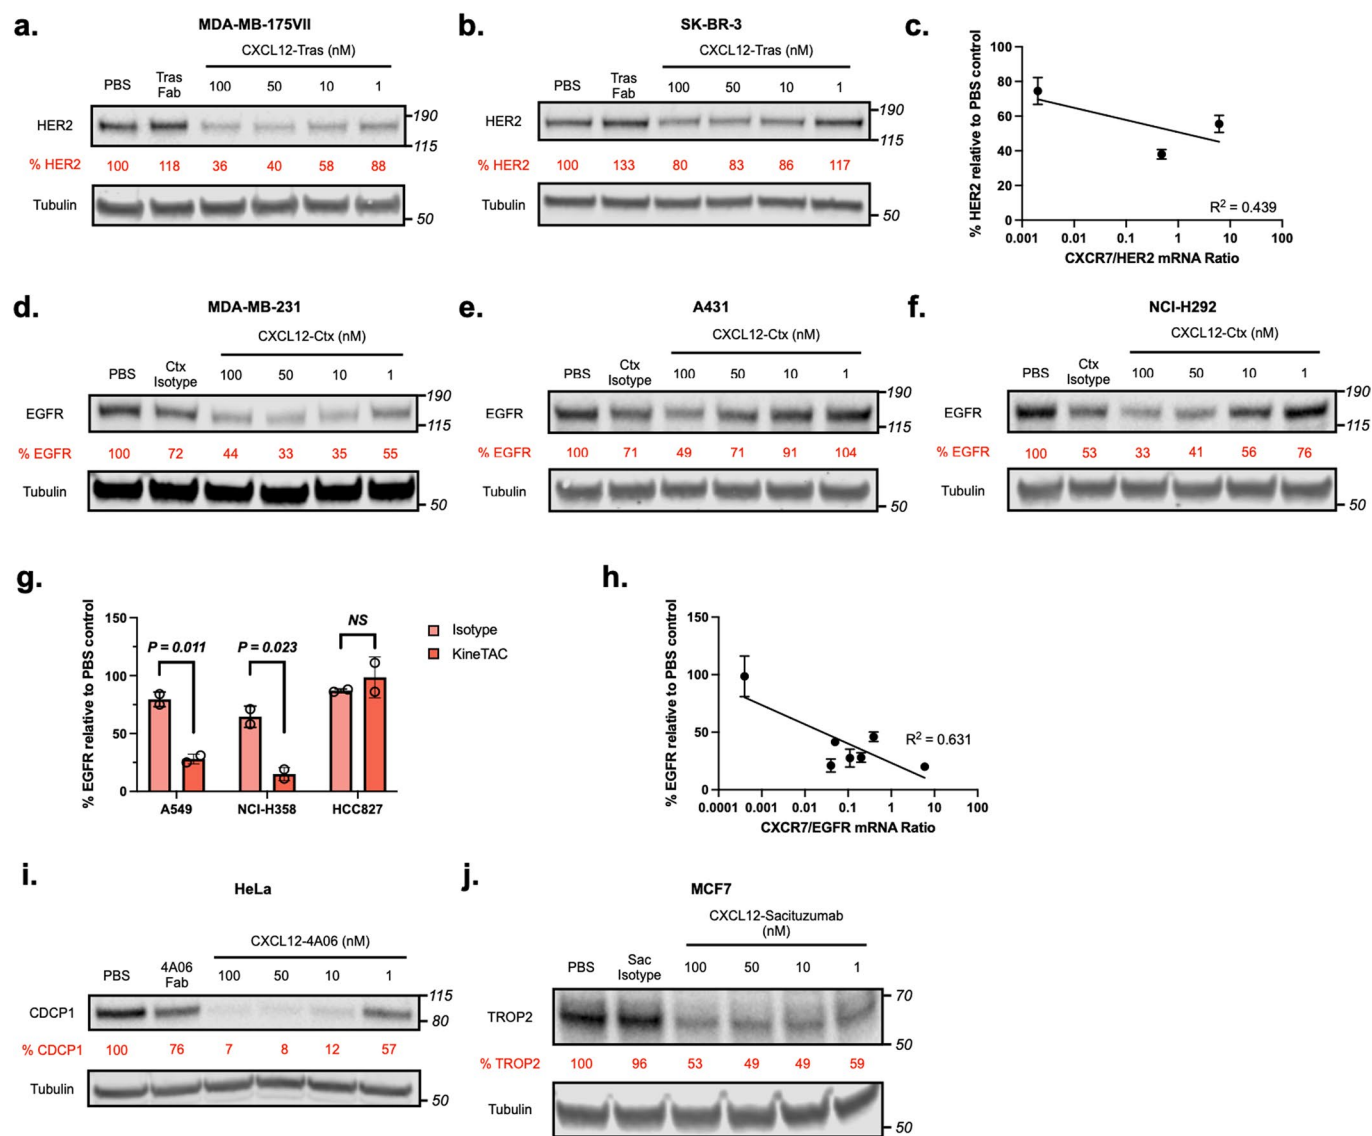 a.
MDA-MB-175VII
CXCL12-Tras (nM)
PBS Tras Fab 100 50 10 1
HER2 190
115
% HER2 100 118 36 40 58 88
Tubulin
50
b.
SK-BR-3
CXCL12-Tras (nM)
PBS Tras Fab 100 50 10 1
HER2 190
115
% HER2 100 133 80 83 86 117
Tubulin
50
c.
% HER2 relative to PBS control
100
80
60
40
20
0
R² = 0.439
0.001 0.01 0.1 1 10 100
CXCR7/HER2 mRNA Ratio
d.
MDA-MB-231
CXCL12-Ctx (nM)
PBS Ctx Isotype 100 50 10 1
EGFR 190
115
% EGFR 100 72 44 33 35 55
Tubulin
50
e.
A431
CXCL12-Ctx (nM)
PBS Ctx Isotype 100 50 10 1
EGFR 190
115
% EGFR 100 71 49 71 91 104
Tubulin
50
f.
NCI-H292
CXCL12-Ctx (nM)
PBS Ctx Isotype 100 50 10 1
EGFR 190
115
% EGFR 100 53 33 41 56 76
Tubulin
50
g.
% EGFR relative to PBS control
150
100
50
0
P = 0.011
P = 0.023
NS
Isotype
KineTAC
A549 NCI-H358 HCC827
h.
% EGFR relative to PBS control
150
100
50
0
R² = 0.631
0.0001 0.001 0.01 0.1 1 10 100
CXCR7/EGFR mRNA Ratio
i.
HeLa
CXCL12-4A06 (nM)
PBS 4A06 Fab 100 50 10 1
CDCP1 115
80
% CDCP1 100 76 7 8 12 57
Tubulin
50
j.
MCF7
CXCL12-Sacituzumab
(nM)
PBS Sac Isotype 100 50 10 1
TROP2 70
50
% TROP2 100 96 53 49 49 59
Tubulin
50